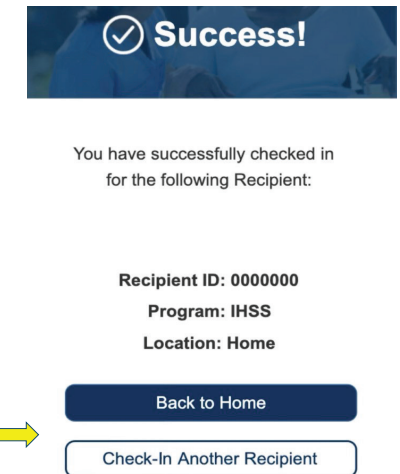 Success!
You have successfully checked in
for the following Recipient:
Recipient ID: 0000000
Program: IHSS
Location: Home
Back to Home
Check-In Another Recipient